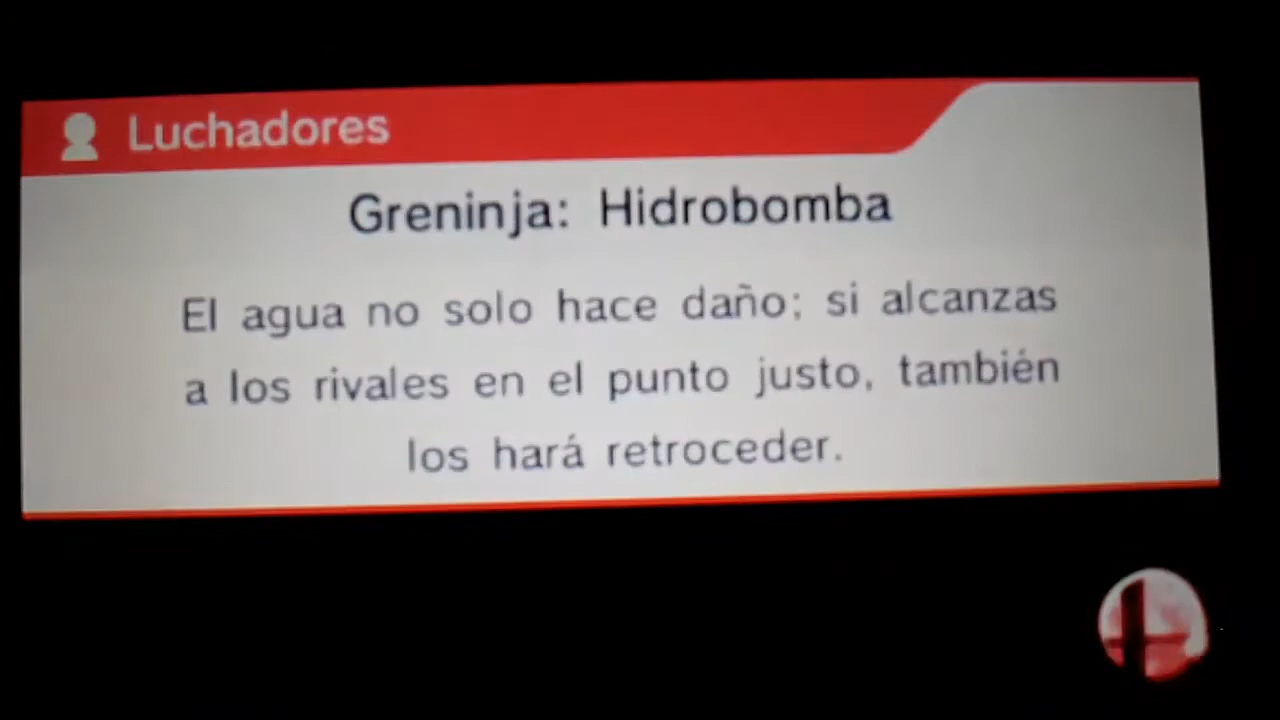 Luchadores
Greninja: Hidrobomba
El agua no solo hace daño; si alcanzas
a los rivales en el punto justo, también
los hará retroceder.